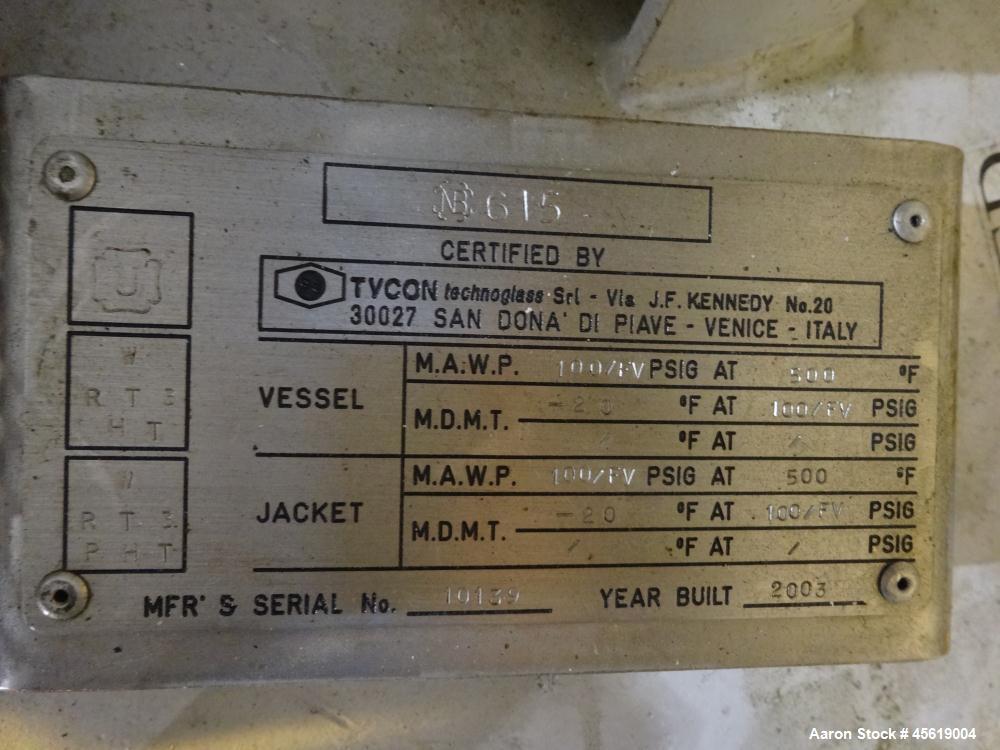 NB 615
CERTIFIED BY
TYCON technoglass Srl - Via J.F. KENNEDY No.20
30027 SAN DONA' DI PIAVE - VENICE - ITALY
U
W
RT 3
HT
W
RT 3
PHT
VESSEL
M.A.W.P. 100/FV PSIG AT 500 °F
M.D.M.T. -20 °F AT 100/FV PSIG
/ °F AT / PSIG
JACKET
M.A.W.P. 100/FV PSIG AT 500 °F
M.D.M.T. -20 °F AT 100/FV PSIG
/ °F AT / PSIG
MFR' & SERIAL No. 10139 YEAR BUILT 2003
Aaron Stock # 45619004